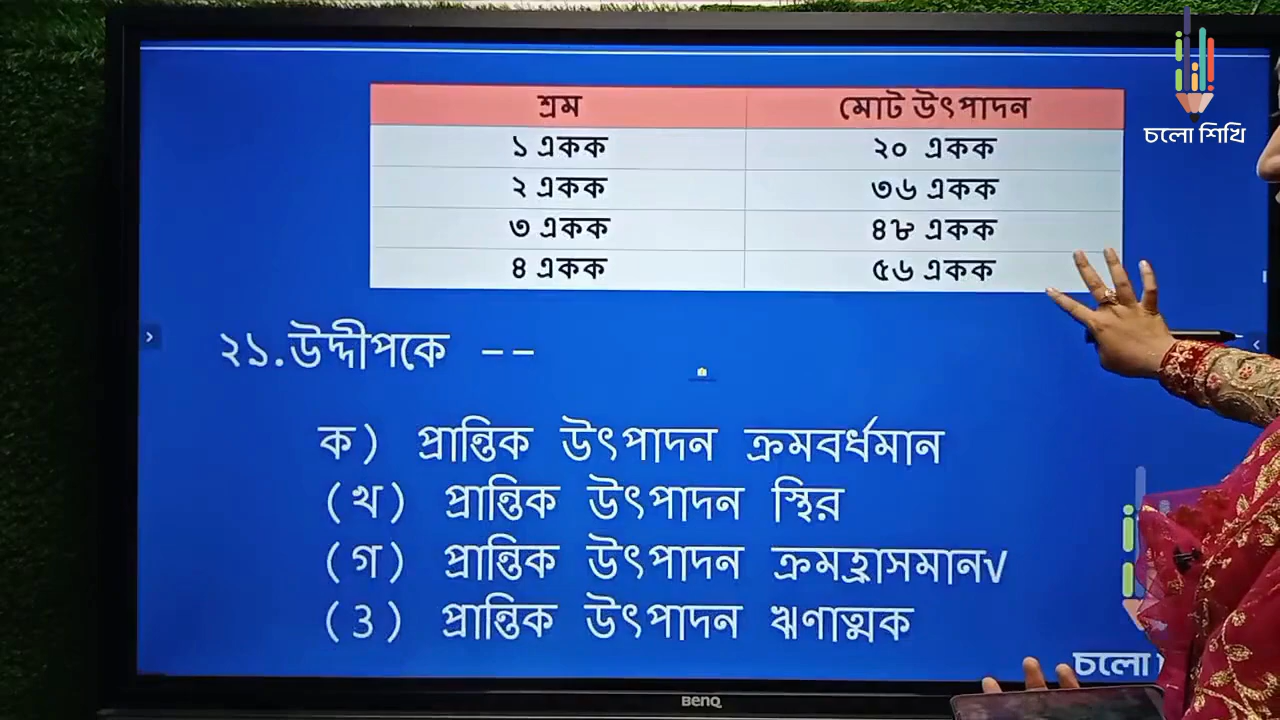 চলো শিখি
শ্রম মোট উৎপাদন
১ একক ২০ একক
২ একক ৩৬ একক
৩ একক ৪৮ একক
৪ একক ৫৬ একক
২১.উদ্দীপকে --
ক) প্রান্তিক উৎপাদন ক্রমবর্ধমান
(খ) প্রান্তিক উৎপাদন স্থির
(গ) প্রান্তিক উৎপাদন ক্রমহ্রাসমান√
(3) প্রান্তিক উৎপাদন ঋণাত্মক
চলো
BenQ